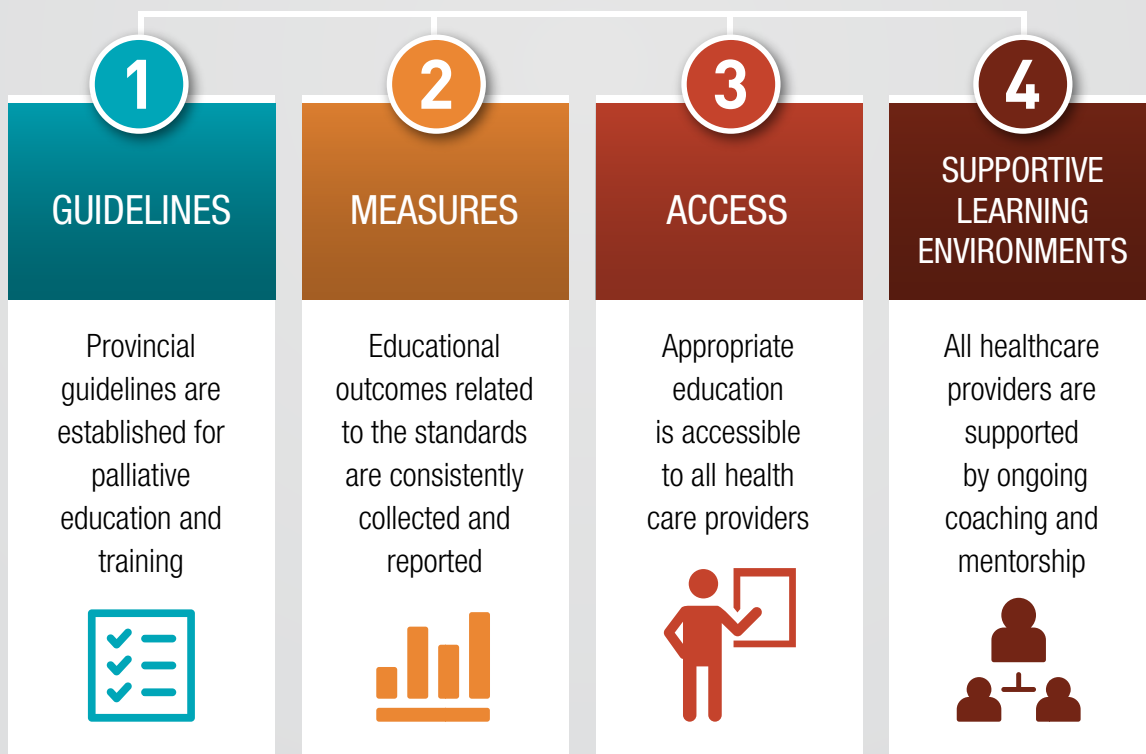 1
GUIDELINES
Provincial
guidelines are
established for
palliative
education and
training
2
MEASURES
Educational
outcomes related
to the standards
are consistently
collected and
reported
3
ACCESS
Appropriate
education
is accessible
to all health
care providers
4
SUPPORTIVE
LEARNING
ENVIRONMENTS
All healthcare
providers are
supported
by ongoing
coaching and
mentorship